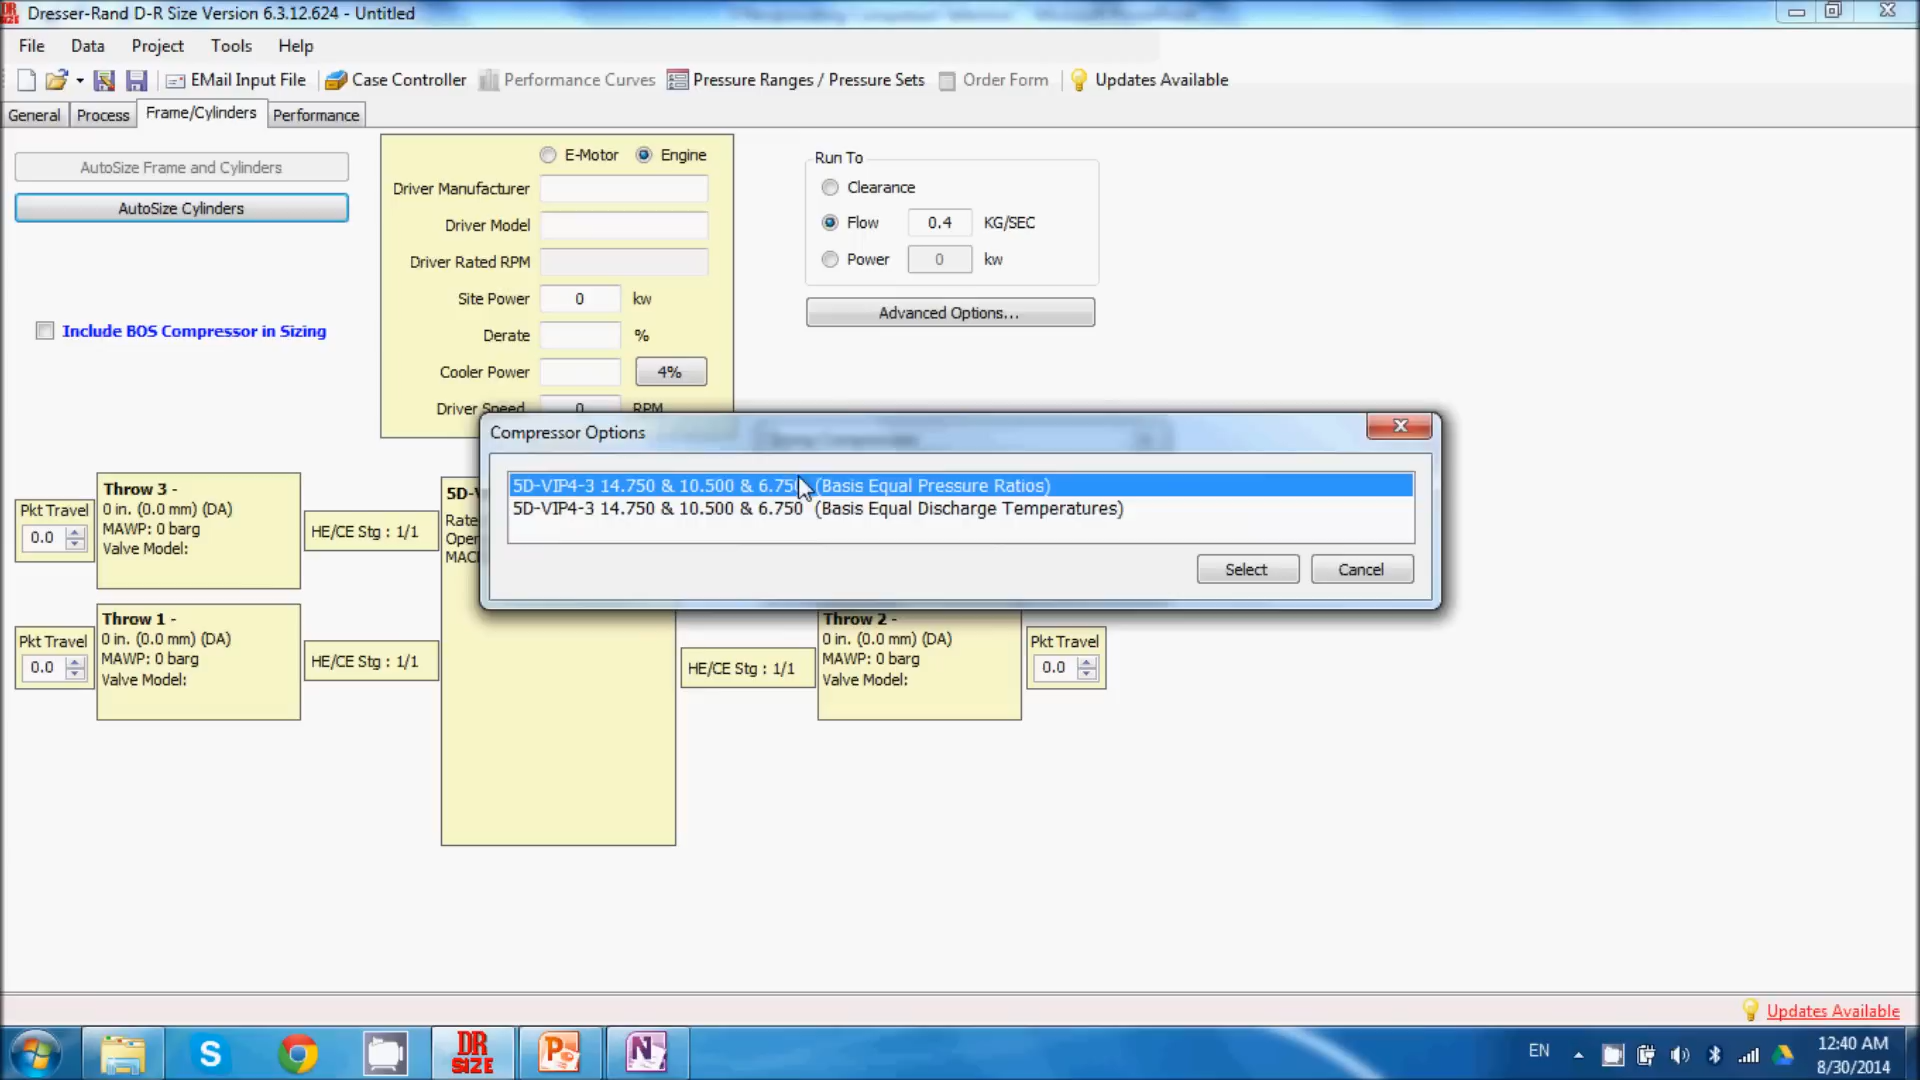 Dresser-Rand D-R Size Version 6.3.12.624 - Untitled
File Data Project Tools Help
EMail Input File Case Controller Performance Curves Pressure Ranges / Pressure Sets Order Form Updates Available
General Process Frame/Cylinders Performance
AutoSize Frame and Cylinders
AutoSize Cylinders
Include BOS Compressor in Sizing
E-Motor Engine
Driver Manufacturer
Driver Model
Driver Rated RPM
Site Power 0 kw
Derate %
Cooler Power 4%
Driver Speed 0 RPM
Run To
Clearance
Flow 0.4 KG/SEC
Power 0 kw
Advanced Options...
Compressor Options
5D-VIP4-3 14.750 & 10.500 & 6.750 (Basis Equal Pressure Ratios)
5D-VIP4-3 14.750 & 10.500 & 6.750 (Basis Equal Discharge Temperatures)
Select Cancel
Pkt Travel
0.0
Throw 3 -
0 in. (0.0 mm) (DA)
MAWP: 0 barg
Valve Model:
HE/CE Stg : 1/1
5D-V
Rate
Oper
MAC
Pkt Travel
0.0
Throw 1 -
0 in. (0.0 mm) (DA)
MAWP: 0 barg
Valve Model:
HE/CE Stg : 1/1
HE/CE Stg : 1/1
Throw 2 -
0 in. (0.0 mm) (DA)
MAWP: 0 barg
Valve Model:
Pkt Travel
0.0
Updates Available
DR
SIZE
EN
12:40 AM
8/30/2014